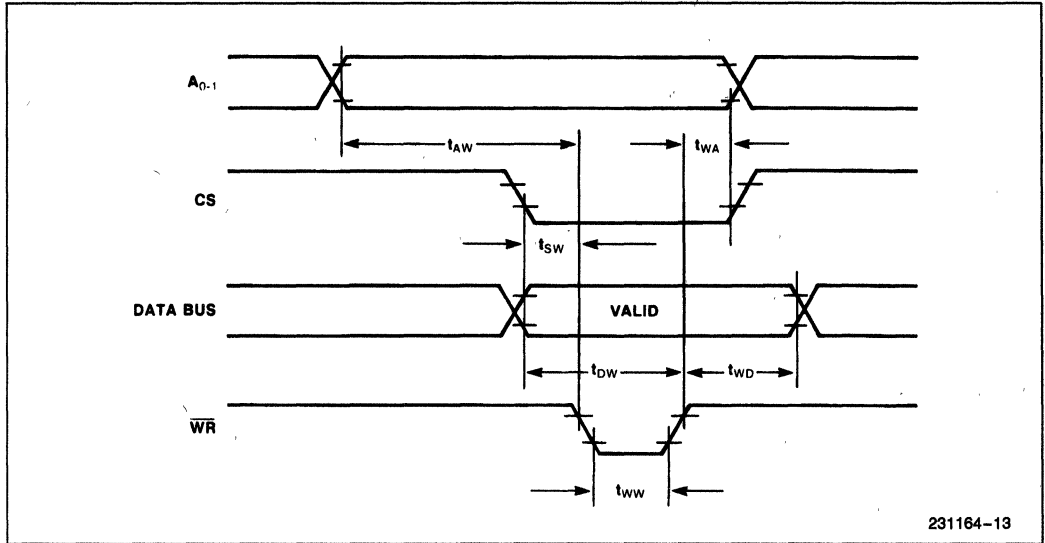 A0-1
tAW
tWA
CS
tSW
DATA BUS
VALID
tDW
tWD
WR
tWW
231164-13